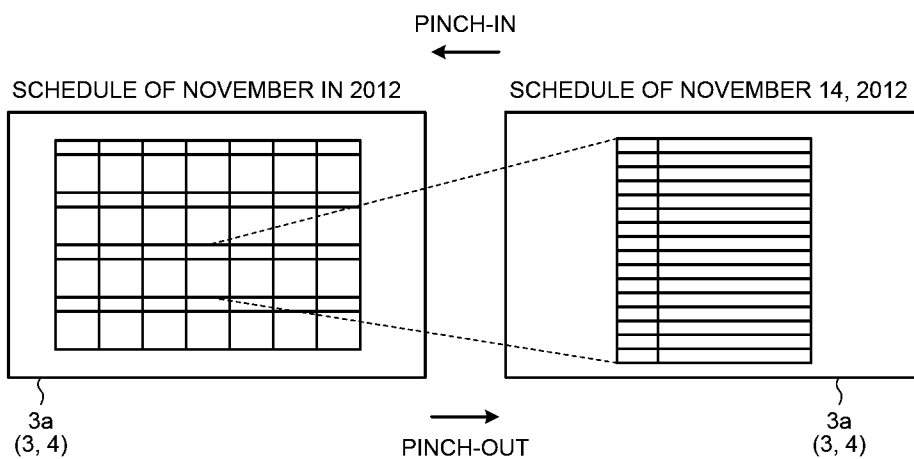 PINCH-IN
SCHEDULE OF NOVEMBER IN 2012
SCHEDULE OF NOVEMBER 14, 2012
3a
(3, 4)
PINCH-OUT
3a
(3, 4)